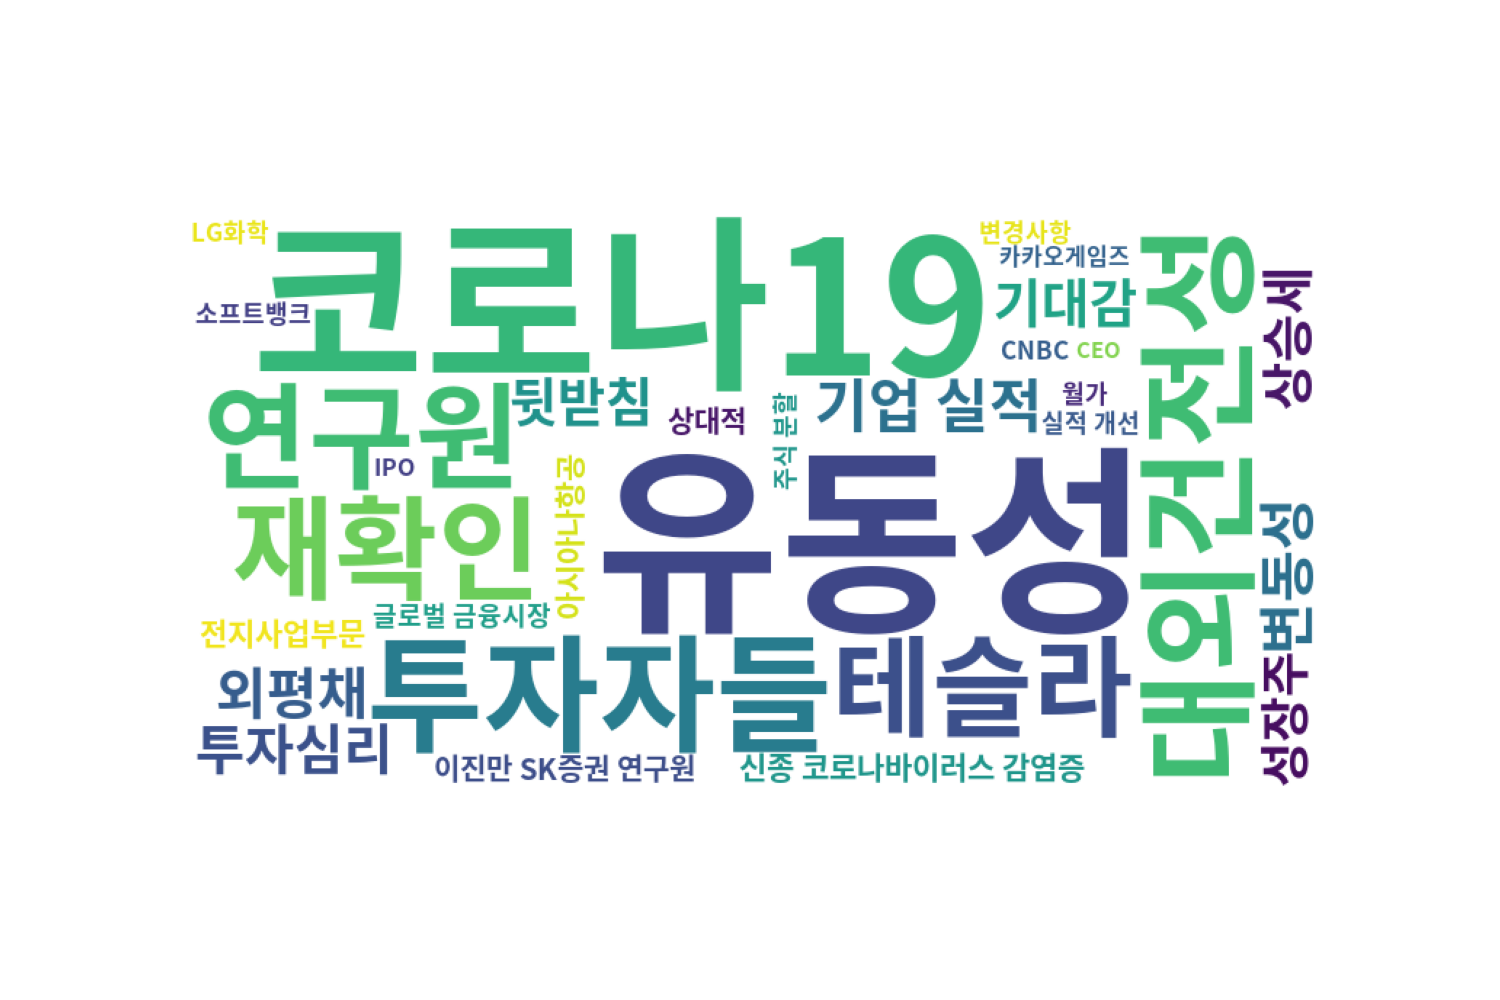 LG화학
코로나19
변경사항
카카오게임즈
소프트뱅크
기대감
CNBC
CEO
대외건전성
상승세
연구원
뒷받침
상대적
주식 분할
기업 실적
월가
실적 개선
IPO
재확인
아시아나항공
유동성
변동성
글로벌 금융시장
전지사업부문
외평채
투자자들
테슬라
성장주
투자심리
이진만 SK증권 연구원
신종 코로나바이러스 감염증